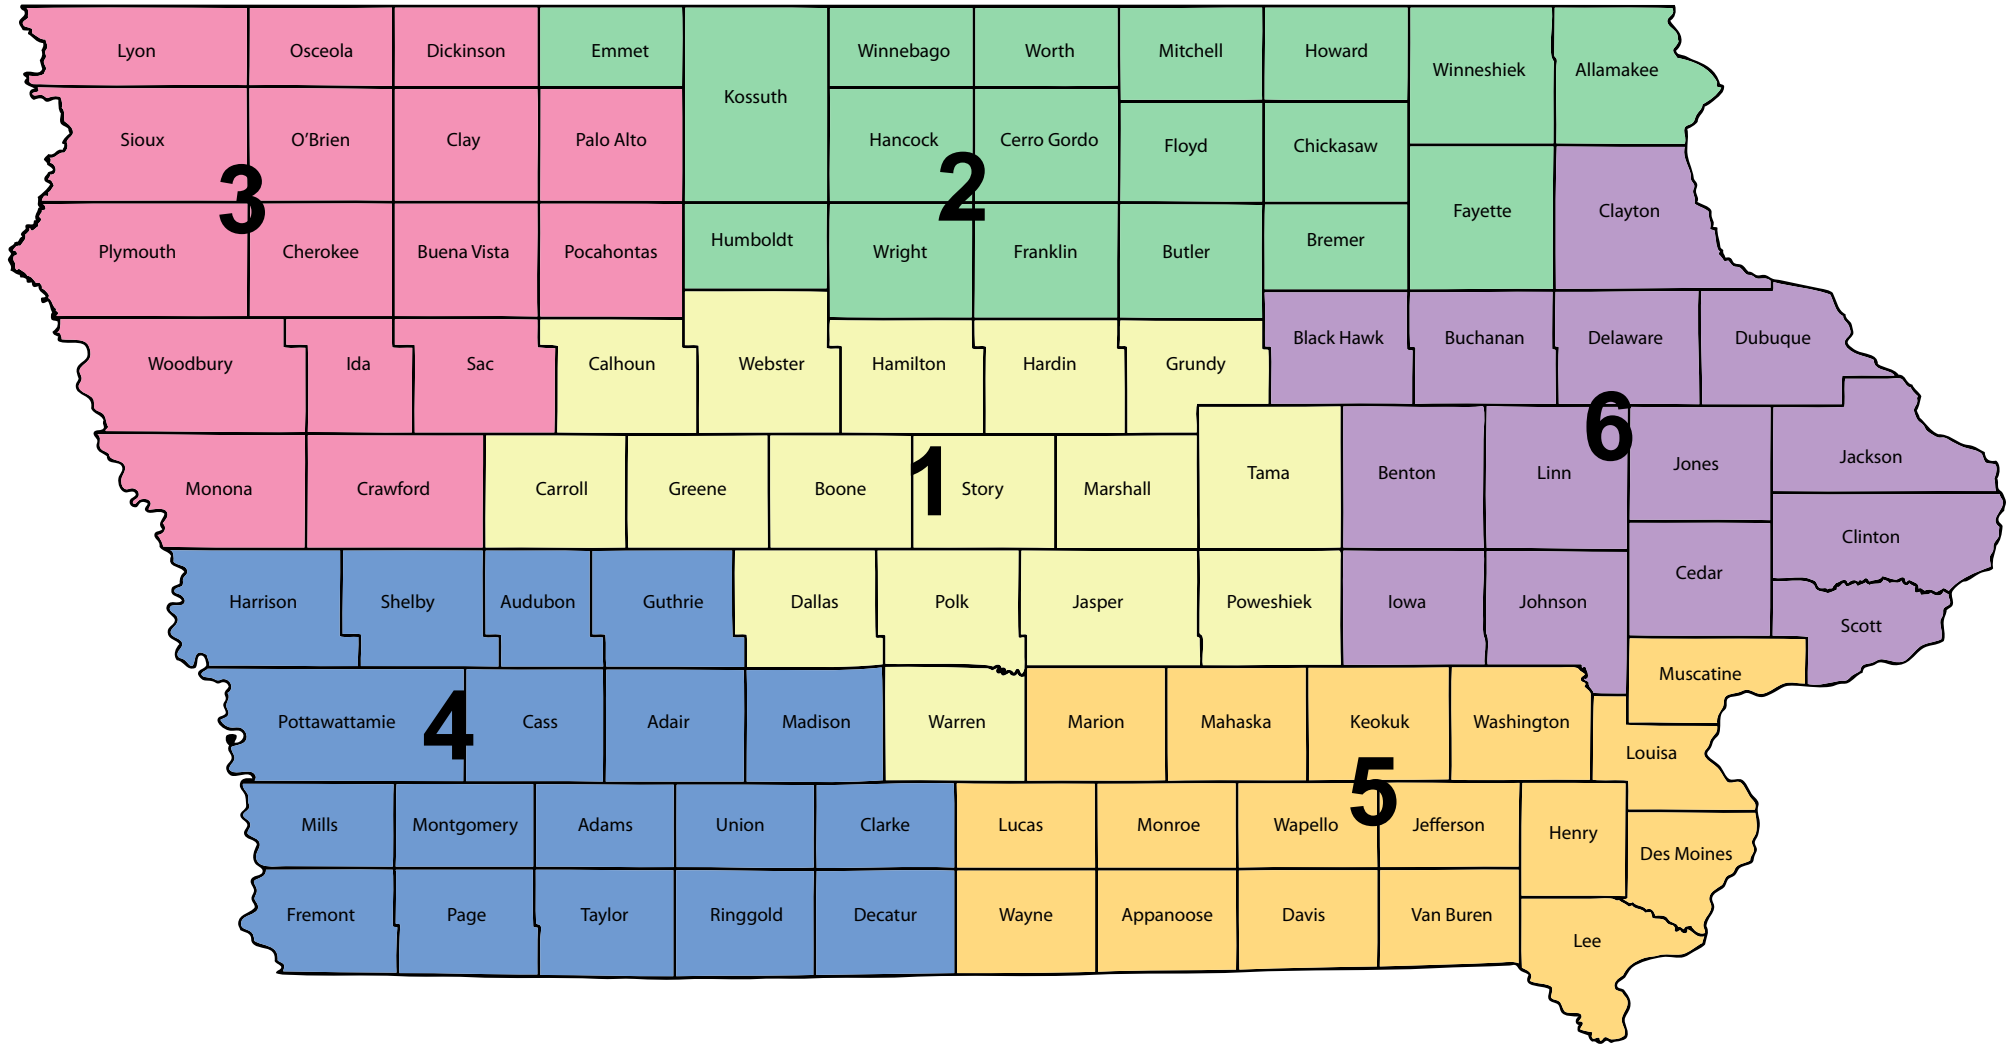 Lyon
Osceola
Dickinson
Emmet
Winnebago
Worth
Mitchell
Howard
Winneshiek
Allamakee
Kossuth
Sioux
O'Brien
Clay
Palo Alto
Hancock
Cerro Gordo
Floyd
Chickasaw
3
2
Fayette
Clayton
Plymouth
Cherokee
Buena Vista
Pocahontas
Humboldt
Wright
Franklin
Butler
Bremer
Woodbury
Ida
Sac
Calhoun
Webster
Hamilton
Hardin
Grundy
Black Hawk
Buchanan
Delaware
Dubuque
6
Monona
Crawford
Carroll
Greene
Boone
1
Story
Marshall
Tama
Benton
Linn
Jones
Jackson
Clinton
Harrison
Shelby
Audubon
Guthrie
Dallas
Polk
Jasper
Poweshiek
Iowa
Johnson
Cedar
Scott
Muscatine
Pottawattamie
4
Cass
Adair
Madison
Warren
Marion
Mahaska
Keokuk
Washington
Louisa
5
Mills
Montgomery
Adams
Union
Clarke
Lucas
Monroe
Wapello
Jefferson
Henry
Des Moines
Fremont
Page
Taylor
Ringgold
Decatur
Wayne
Appanoose
Davis
Van Buren
Lee